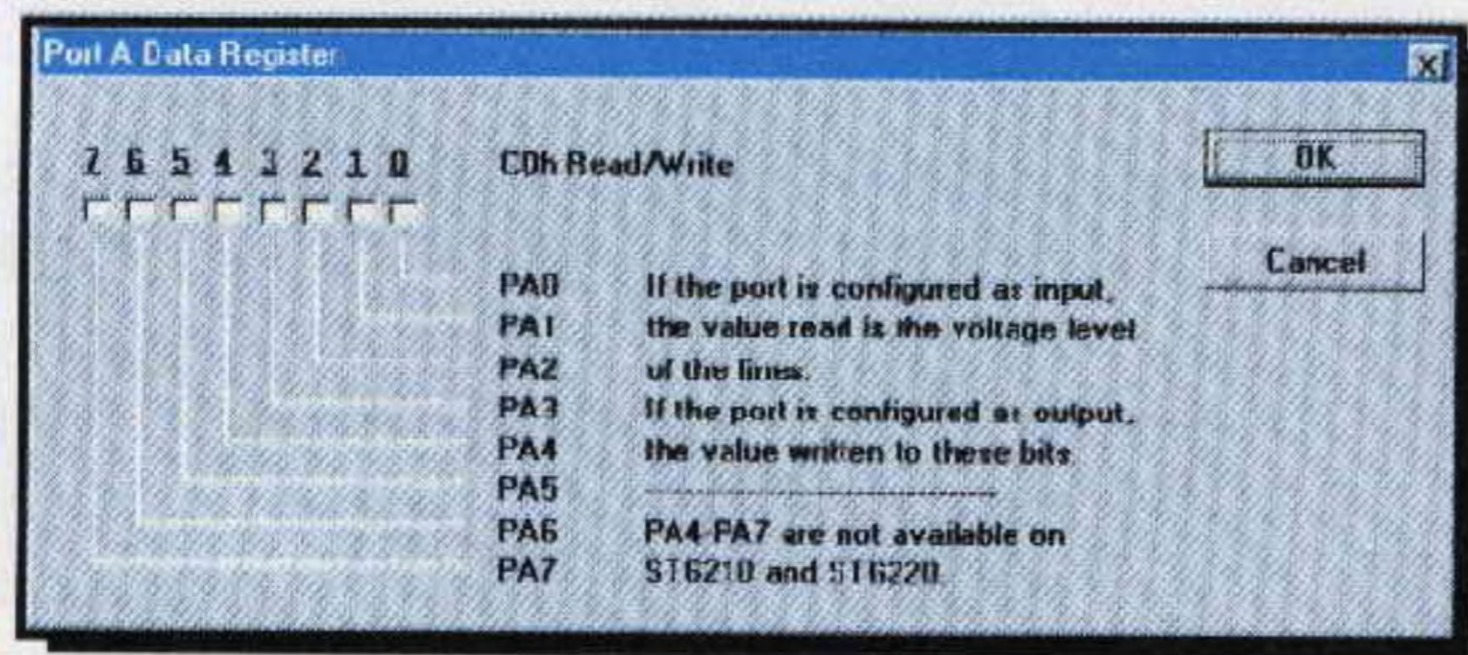 Port A Data Register
7 6 5 4 3 2 1 0
C0h Read/Write
OK
Cancel
PA0 If the port is configured as input,
PA1 the value read is the voltage level
PA2 of the lines.
PA3 If the port is configured as output,
PA4 the value written to these bits.
PA5 --------------------------------
PA6 PA4-PA7 are not available on
PA7 ST6210 and ST6220.